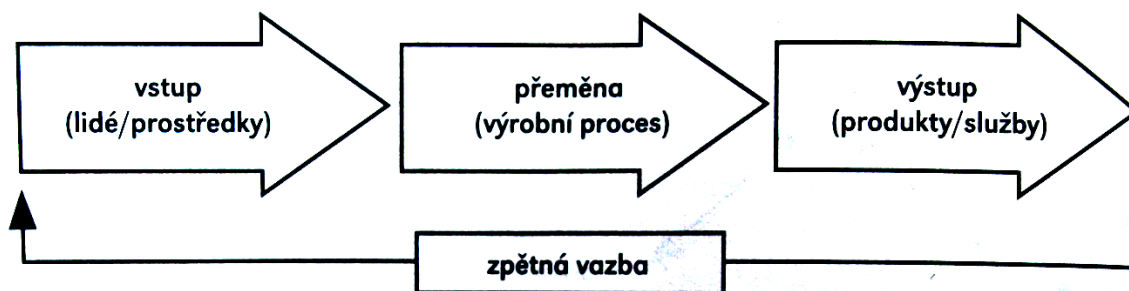 vstup
(lidé/prostředky)
přeměna
(výrobní proces)
výstup
(produkty/služby)
zpětná vazba